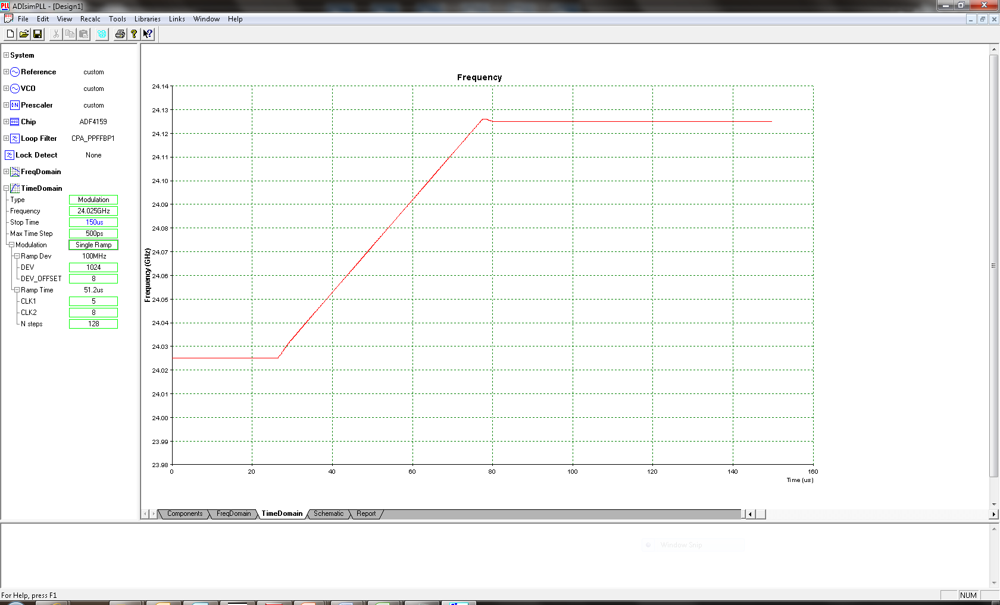 ADIsimPLL - [Design1]
File Edit View Recalc Tools Libraries Links Window Help
System
Reference custom
VCO custom
Prescaler custom
Chip ADF4159
Loop Filter CPA_PPFFBP1
Lock Detect None
FreqDomain
TimeDomain
Type Modulation
Frequency 24.025GHz
Stop Time 150us
Max Time Step 500ps
Modulation Single Ramp
Ramp Dev 100MHz
DEV 1024
DEV_OFFSET 8
Ramp Time 51.2us
CLK1 5
CLK2 8
N steps 128
Frequency
24.14
24.13
24.12
24.11
24.10
24.09
24.08
24.07
24.06
24.05
24.04
24.03
24.02
24.01
24.00
23.99
23.98
Frequency (GHz)
0 20 40 60 80 100 120 140 160
Time (us)
Components FreqDomain TimeDomain Schematic Report
Window Snip
For Help, press F1
NUM